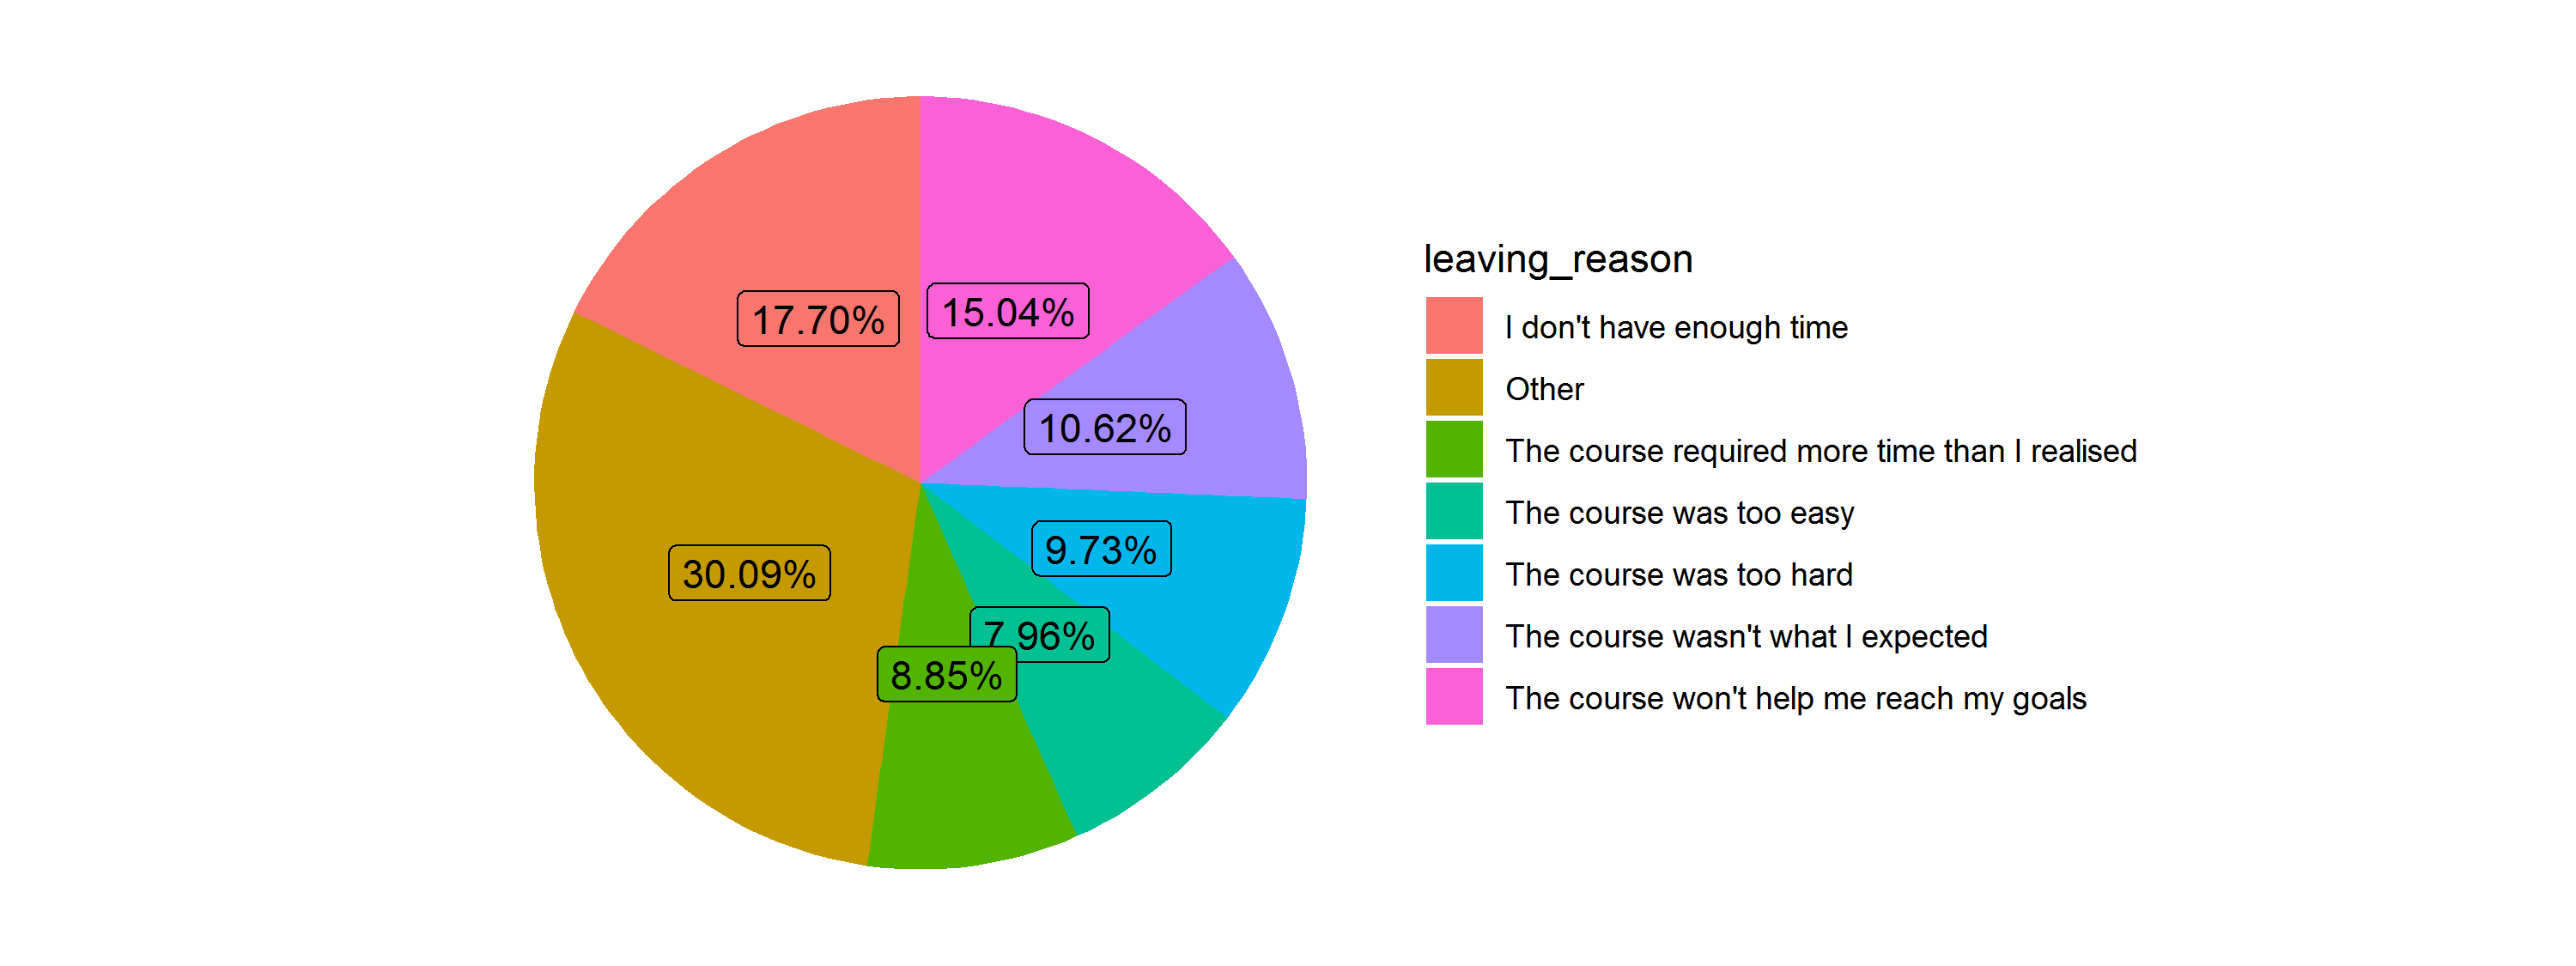 17.70%
15.04%
10.62%
9.73%
30.09%
7.96%
8.85%
leaving_reason
I don't have enough time
Other
The course required more time than I realised
The course was too easy
The course was too hard
The course wasn't what I expected
The course won't help me reach my goals